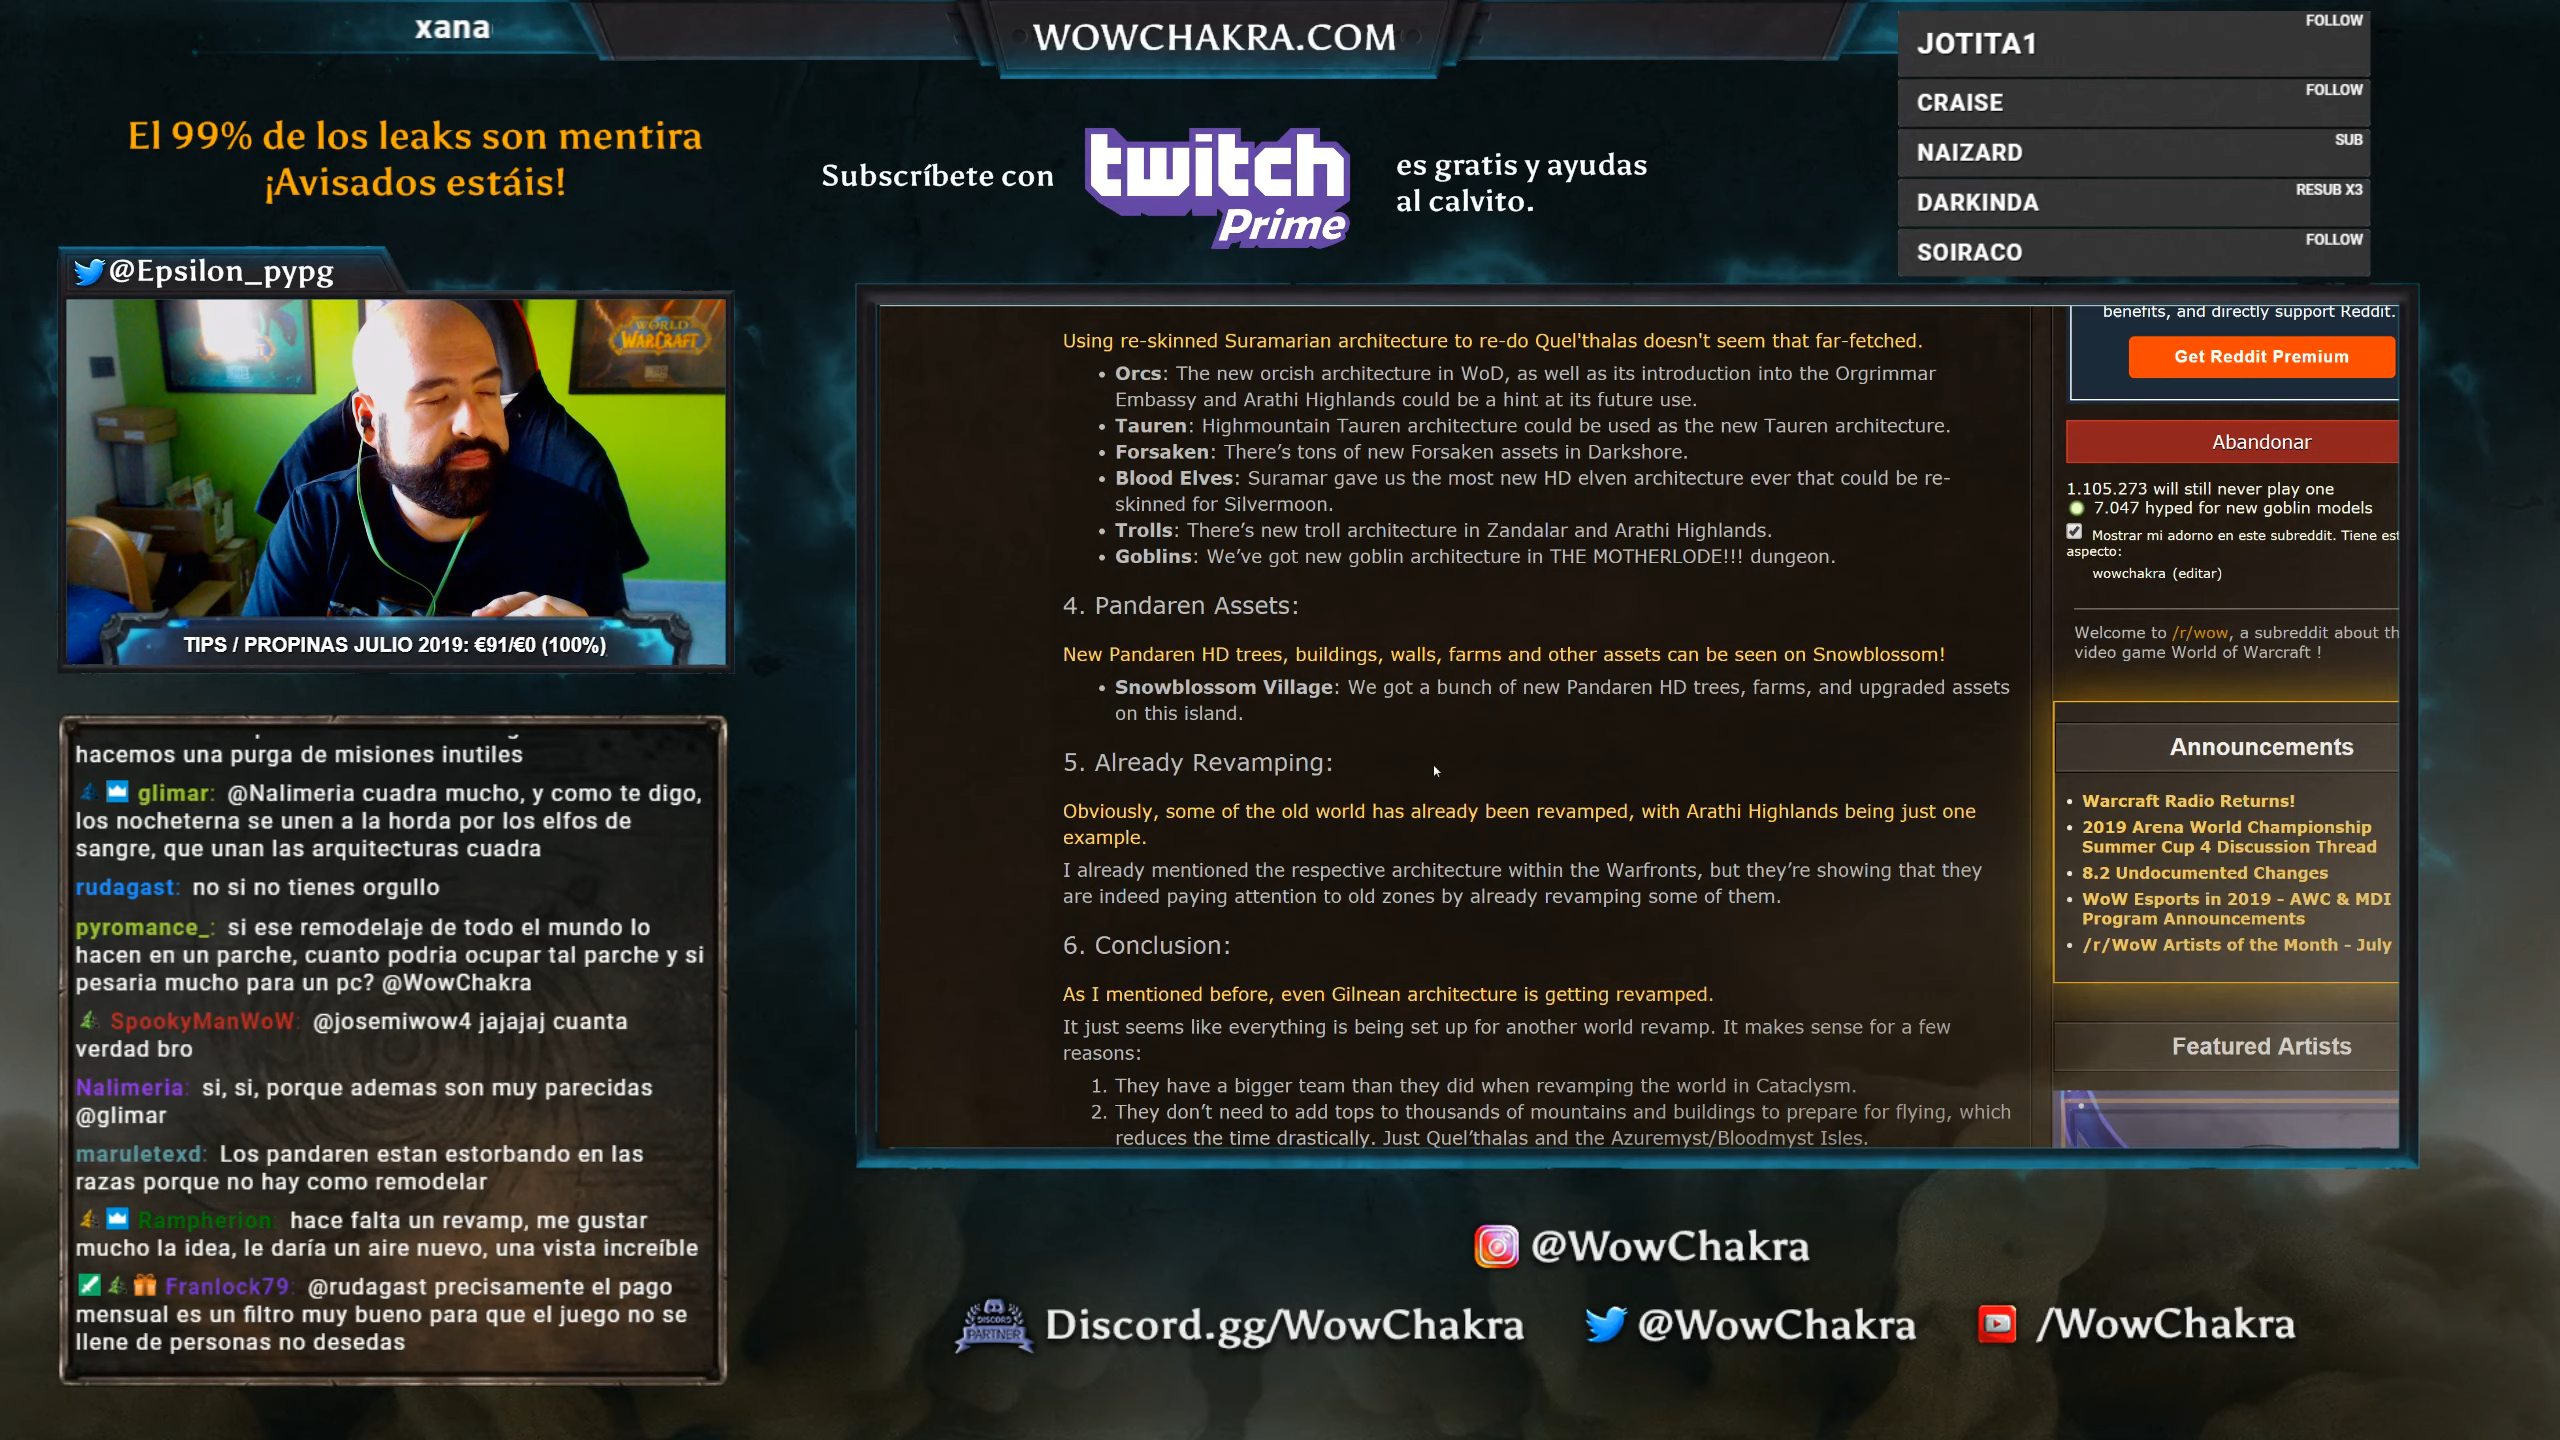 xana
WOWCHAKRA.COM
El 99% de los leaks son mentira
¡Avisados estáis!
Subscríbete con
twitch
Prime
es gratis y ayudas
al calvito.
FOLLOW
JOTITA1
FOLLOW
CRAISE
SUB
NAIZARD
RESUB X3
DARKINDA
FOLLOW
SOIRACO
@Epsilon_pypg
WORLD
WARCRAFT
TIPS / PROPINAS JULIO 2019: €91/€0 (100%)
hacemos una purga de misiones inutiles
glimar: @Nalimeria cuadra mucho, y como te digo,
los nocheterna se unen a la horda por los elfos de
sangre, que unan las arquitecturas cuadra
rudagast: no si no tienes orgullo
pyromance_: si ese remodelaje de todo el mundo lo
hacen en un parche, cuanto podria ocupar tal parche y si
pesaria mucho para un pc? @WowChakra
SpookyManWoW: @josemiwow4 jajajaj cuanta
verdad bro
Nalimeria: si, si, porque ademas son muy parecidas
@glimar
maruletexd: Los pandaren estan estorbando en las
razas porque no hay como remodelar
Rampherion: hace falta un revamp, me gustar
mucho la idea, le daría un aire nuevo, una vista increíble
Franlock79: @rudagast precisamente el pago
mensual es un filtro muy bueno para que el juego no se
llene de personas no desedas
Using re-skinned Suramarian architecture to re-do Quel'thalas doesn't seem that far-fetched.
• Orcs: The new orcish architecture in WoD, as well as its introduction into the Orgrimmar
Embassy and Arathi Highlands could be a hint at its future use.
• Tauren: Highmountain Tauren architecture could be used as the new Tauren architecture.
• Forsaken: There's tons of new Forsaken assets in Darkshore.
• Blood Elves: Suramar gave us the most new HD elven architecture ever that could be re-
skinned for Silvermoon.
• Trolls: There's new troll architecture in Zandalar and Arathi Highlands.
• Goblins: We've got new goblin architecture in THE MOTHERLODE!!! dungeon.
4. Pandaren Assets:
New Pandaren HD trees, buildings, walls, farms and other assets can be seen on Snowblossom!
• Snowblossom Village: We got a bunch of new Pandaren HD trees, farms, and upgraded assets
on this island.
5. Already Revamping:
Obviously, some of the old world has already been revamped, with Arathi Highlands being just one
example.
I already mentioned the respective architecture within the Warfronts, but they're showing that they
are indeed paying attention to old zones by already revamping some of them.
6. Conclusion:
As I mentioned before, even Gilnean architecture is getting revamped.
It just seems like everything is being set up for another world revamp. It makes sense for a few
reasons:
1. They have a bigger team than they did when revamping the world in Cataclysm.
2. They don't need to add tops to thousands of mountains and buildings to prepare for flying, which
reduces the time drastically. Just Quel'thalas and the Azuremyst/Bloodmyst Isles.
benefits, and directly support Reddit.
Get Reddit Premium
Abandonar
1.105.273 will still never play one
7.047 hyped for new goblin models
Mostrar mi adorno en este subreddit. Tiene est
aspecto:
wowchakra (editar)
Welcome to /r/wow, a subreddit about th
video game World of Warcraft !
Announcements
• Warcraft Radio Returns!
• 2019 Arena World Championship
Summer Cup 4 Discussion Thread
• 8.2 Undocumented Changes
• WoW Esports in 2019 - AWC & MDI
Program Announcements
• /r/WoW Artists of the Month - July
Featured Artists
@WowChakra
DISCORD
PARTNER
Discord.gg/WowChakra
@WowChakra
/WowChakra